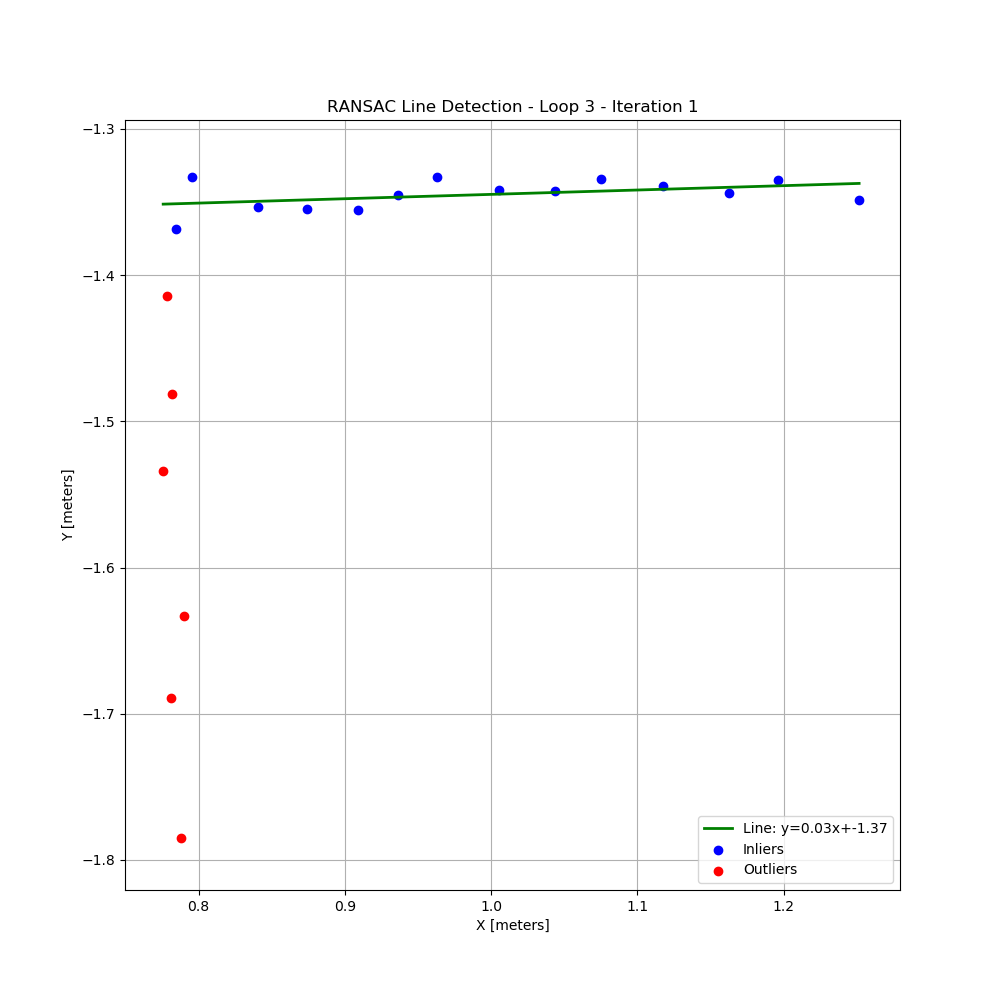 RANSAC Line Detection - Loop 3 - Iteration 1
−1.3
−1.4
−1.5
−1.6
−1.7
−1.8
Y [meters]
0.8 0.9 1.0 1.1 1.2
X [meters]
Line: y=0.03x+-1.37
Inliers
Outliers